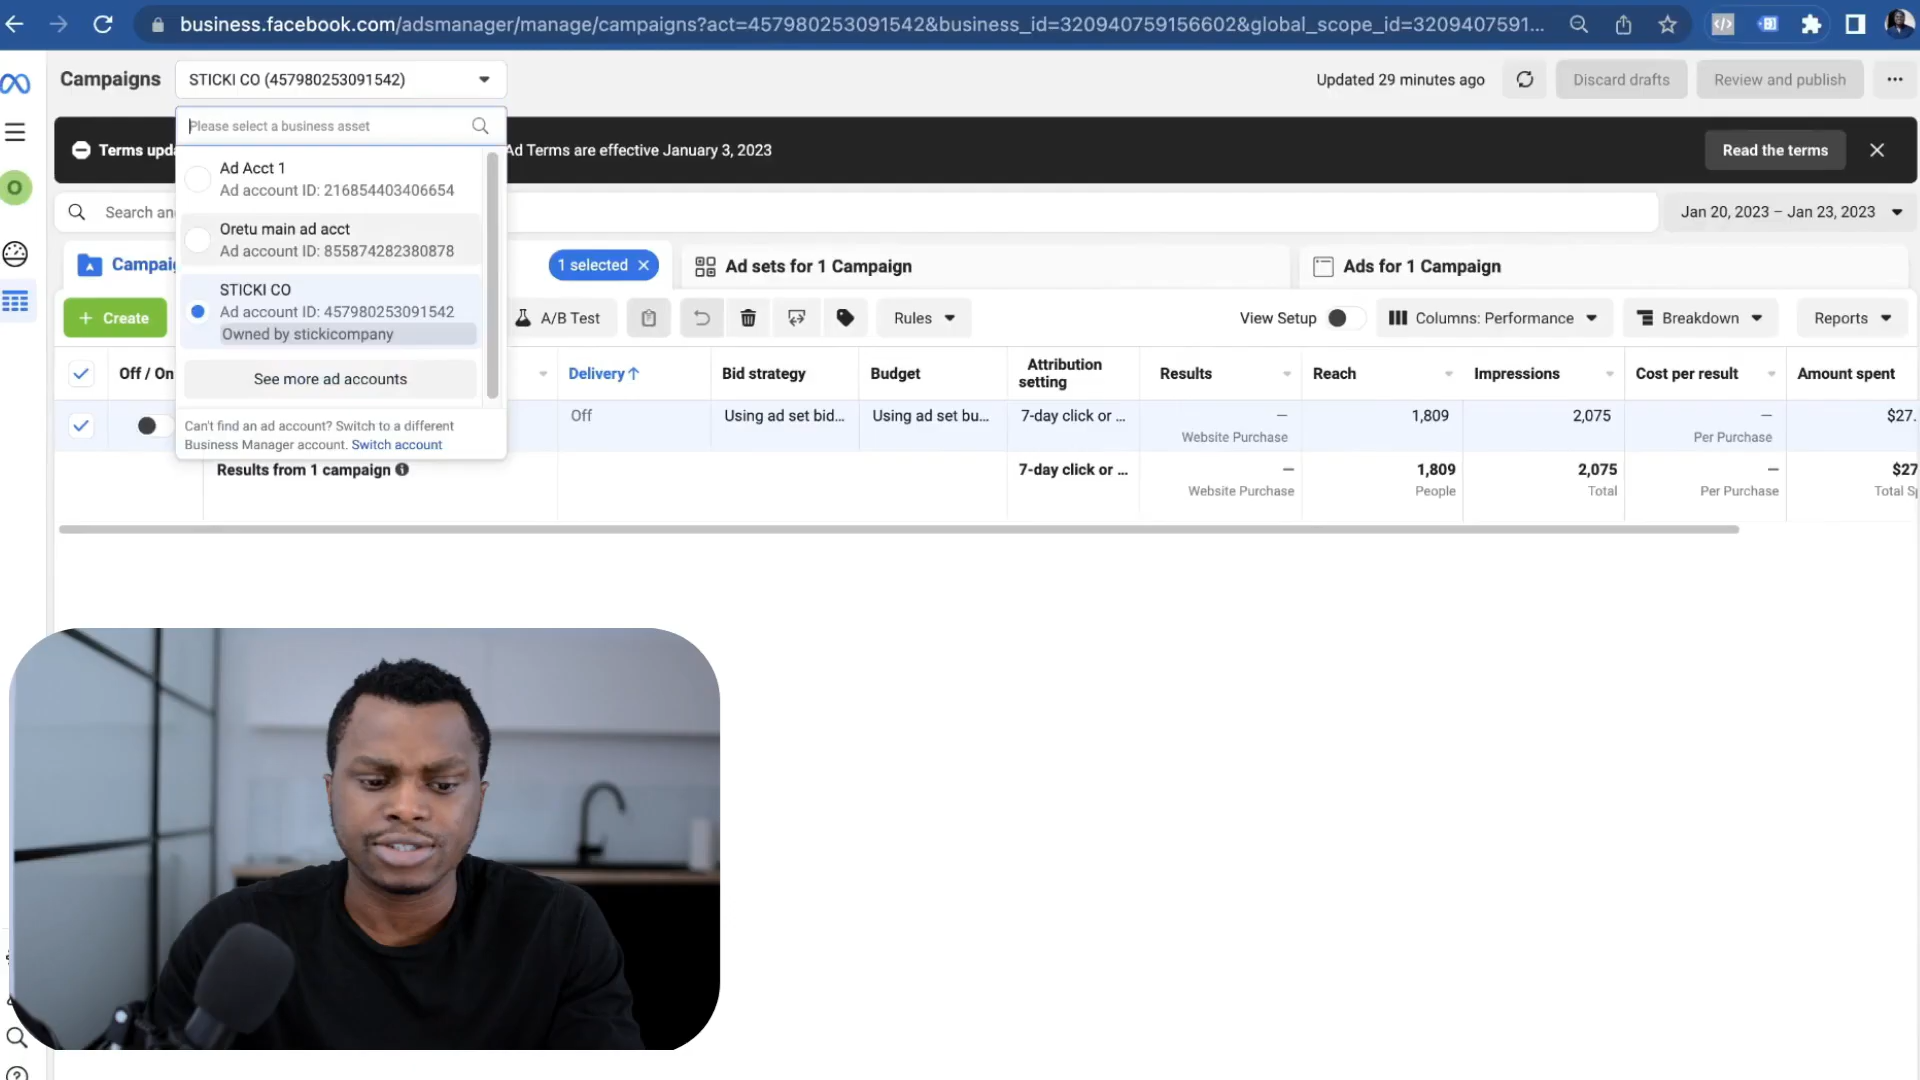 business.facebook.com/adsmanager/manage/campaigns?act=457980253091542&business_id=320940759156602&global_scope_id=3209407591...
Campaigns
STICKI CO (457980253091542)
Updated 29 minutes ago
Discard drafts
Review and publish
Please select a business asset
Terms upda
Ad Terms are effective January 3, 2023
Read the terms
Ad Acct 1
Ad account ID: 216854403406654
Oretu main ad acct
Ad account ID: 855874282380878
STICKI CO
Ad account ID: 457980253091542
Owned by stickicompany
See more ad accounts
Can't find an ad account? Switch to a different
Business Manager account. Switch account
O
Search an
Jan 20, 2023 – Jan 23, 2023
Campaig
1 selected
Ad sets for 1 Campaign
Ads for 1 Campaign
+ Create
A/B Test
Rules
View Setup
Columns: Performance
Breakdown
Reports
Off / On
Delivery↑
Bid strategy
Budget
Attribution
setting
Results
Reach
Impressions
Cost per result
Amount spent
Off
Using ad set bid...
Using ad set bu...
7-day click or ...
—
Website Purchase
1,809
2,075
—
Per Purchase
$27.
Results from 1 campaign
7-day click or ...
—
Website Purchase
1,809
People
2,075
Total
—
Per Purchase
$27
Total Sp